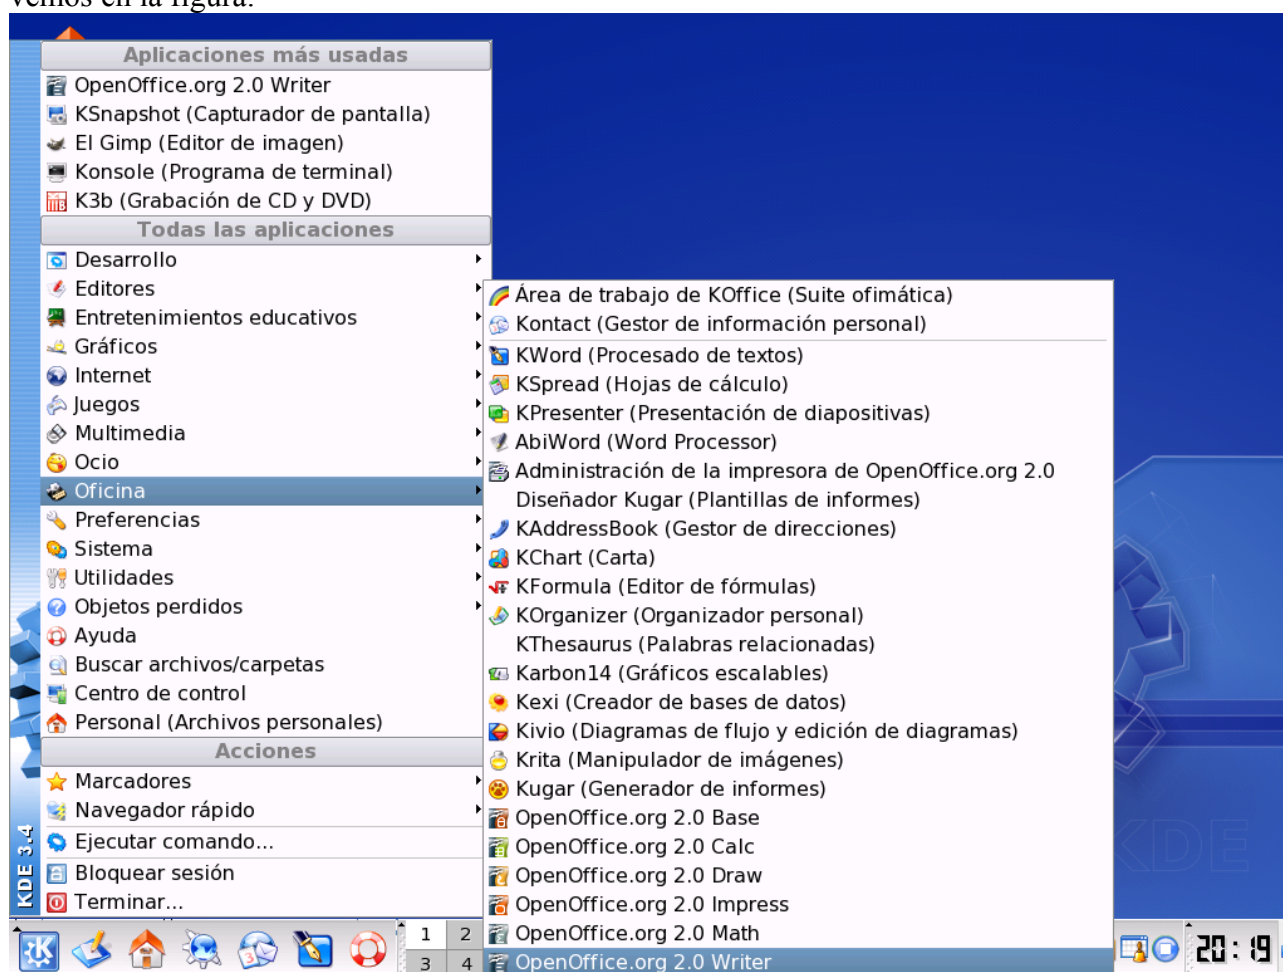 vemos en la figura:
Aplicaciones más usadas
OpenOffice.org 2.0 Writer
KSnapshot (Capturador de pantalla)
El Gimp (Editor de imagen)
Konsole (Programa de terminal)
K3b (Grabación de CD y DVD)
Todas las aplicaciones
Desarrollo
Editores
Entretenimientos educativos
Gráficos
Internet
Juegos
Multimedia
Ocio
Oficina
Preferencias
Sistema
Utilidades
Objetos perdidos
Ayuda
Buscar archivos/carpetas
Centro de control
Personal (Archivos personales)
Acciones
Marcadores
Navegador rápido
Ejecutar comando...
Bloquear sesión
Terminar...
KDE 3.4
Área de trabajo de KOffice (Suite ofimática)
Kontact (Gestor de información personal)
KWord (Procesado de textos)
KSpread (Hojas de cálculo)
KPresenter (Presentación de diapositivas)
AbiWord (Word Processor)
Administración de la impresora de OpenOffice.org 2.0
Diseñador Kugar (Plantillas de informes)
KAddressBook (Gestor de direcciones)
KChart (Carta)
KFormula (Editor de fórmulas)
KOrganizer (Organizador personal)
KThesaurus (Palabras relacionadas)
Karbon14 (Gráficos escalables)
Kexi (Creador de bases de datos)
Kivio (Diagramas de flujo y edición de diagramas)
Krita (Manipulador de imágenes)
Kugar (Generador de informes)
OpenOffice.org 2.0 Base
OpenOffice.org 2.0 Calc
OpenOffice.org 2.0 Draw
OpenOffice.org 2.0 Impress
OpenOffice.org 2.0 Math
OpenOffice.org 2.0 Writer
KDE
1 2
3 4
20:19